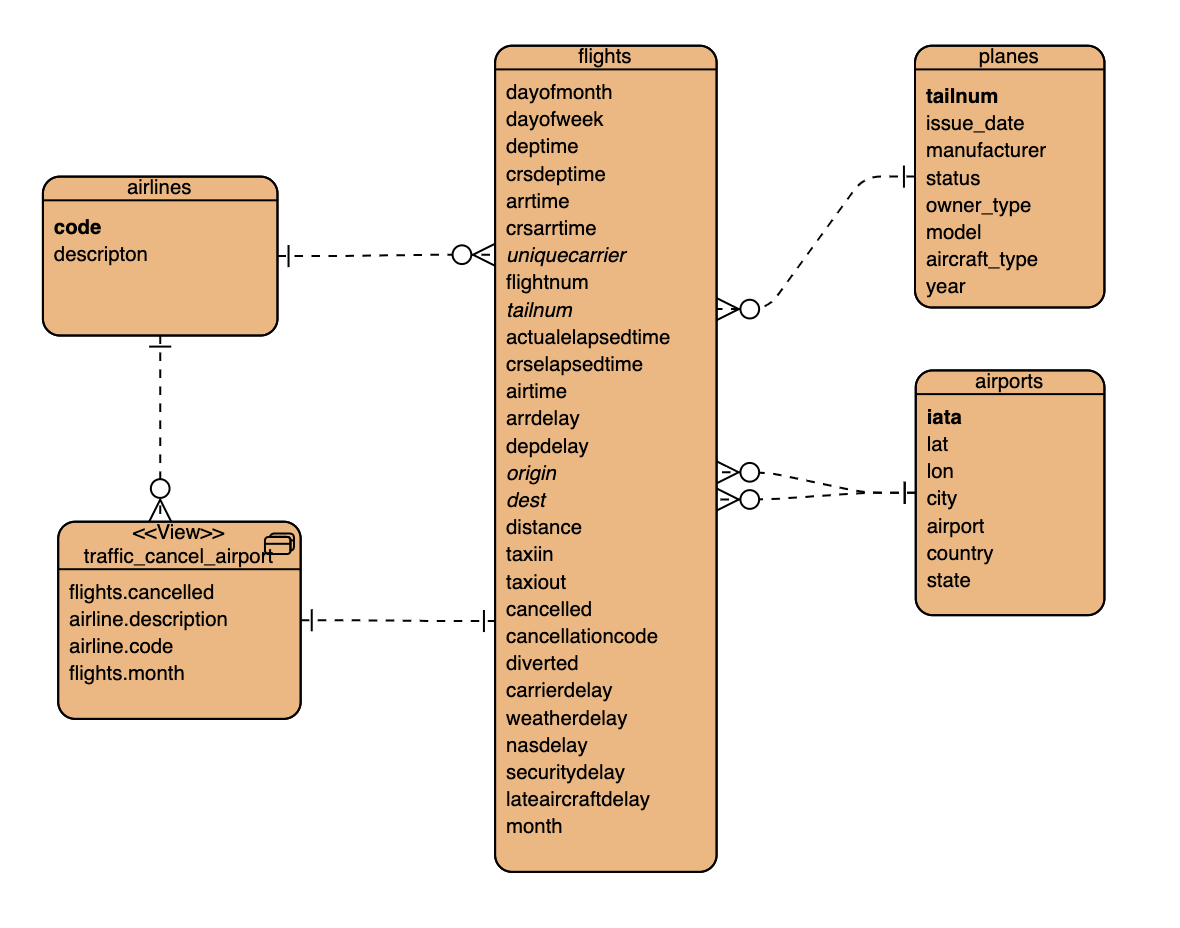 flights
dayofmonth
dayofweek
deptime
crsdeptime
arrtime
crsarrtime
uniquecarrier
flightnum
tailnum
actualelapsedtime
crselapsedtime
airtime
arrdelay
depdelay
origin
dest
distance
taxiin
taxiout
cancelled
cancellationcode
diverted
carrierdelay
weatherdelay
nasdelay
securitydelay
lateaircraftdelay
month
planes
tailnum
issue_date
manufacturer
status
owner_type
model
aircraft_type
year
airlines
code
descripton
airports
iata
lat
lon
city
airport
country
state
<<View>>
traffic_cancel_airport
flights.cancelled
airline.description
airline.code
flights.month